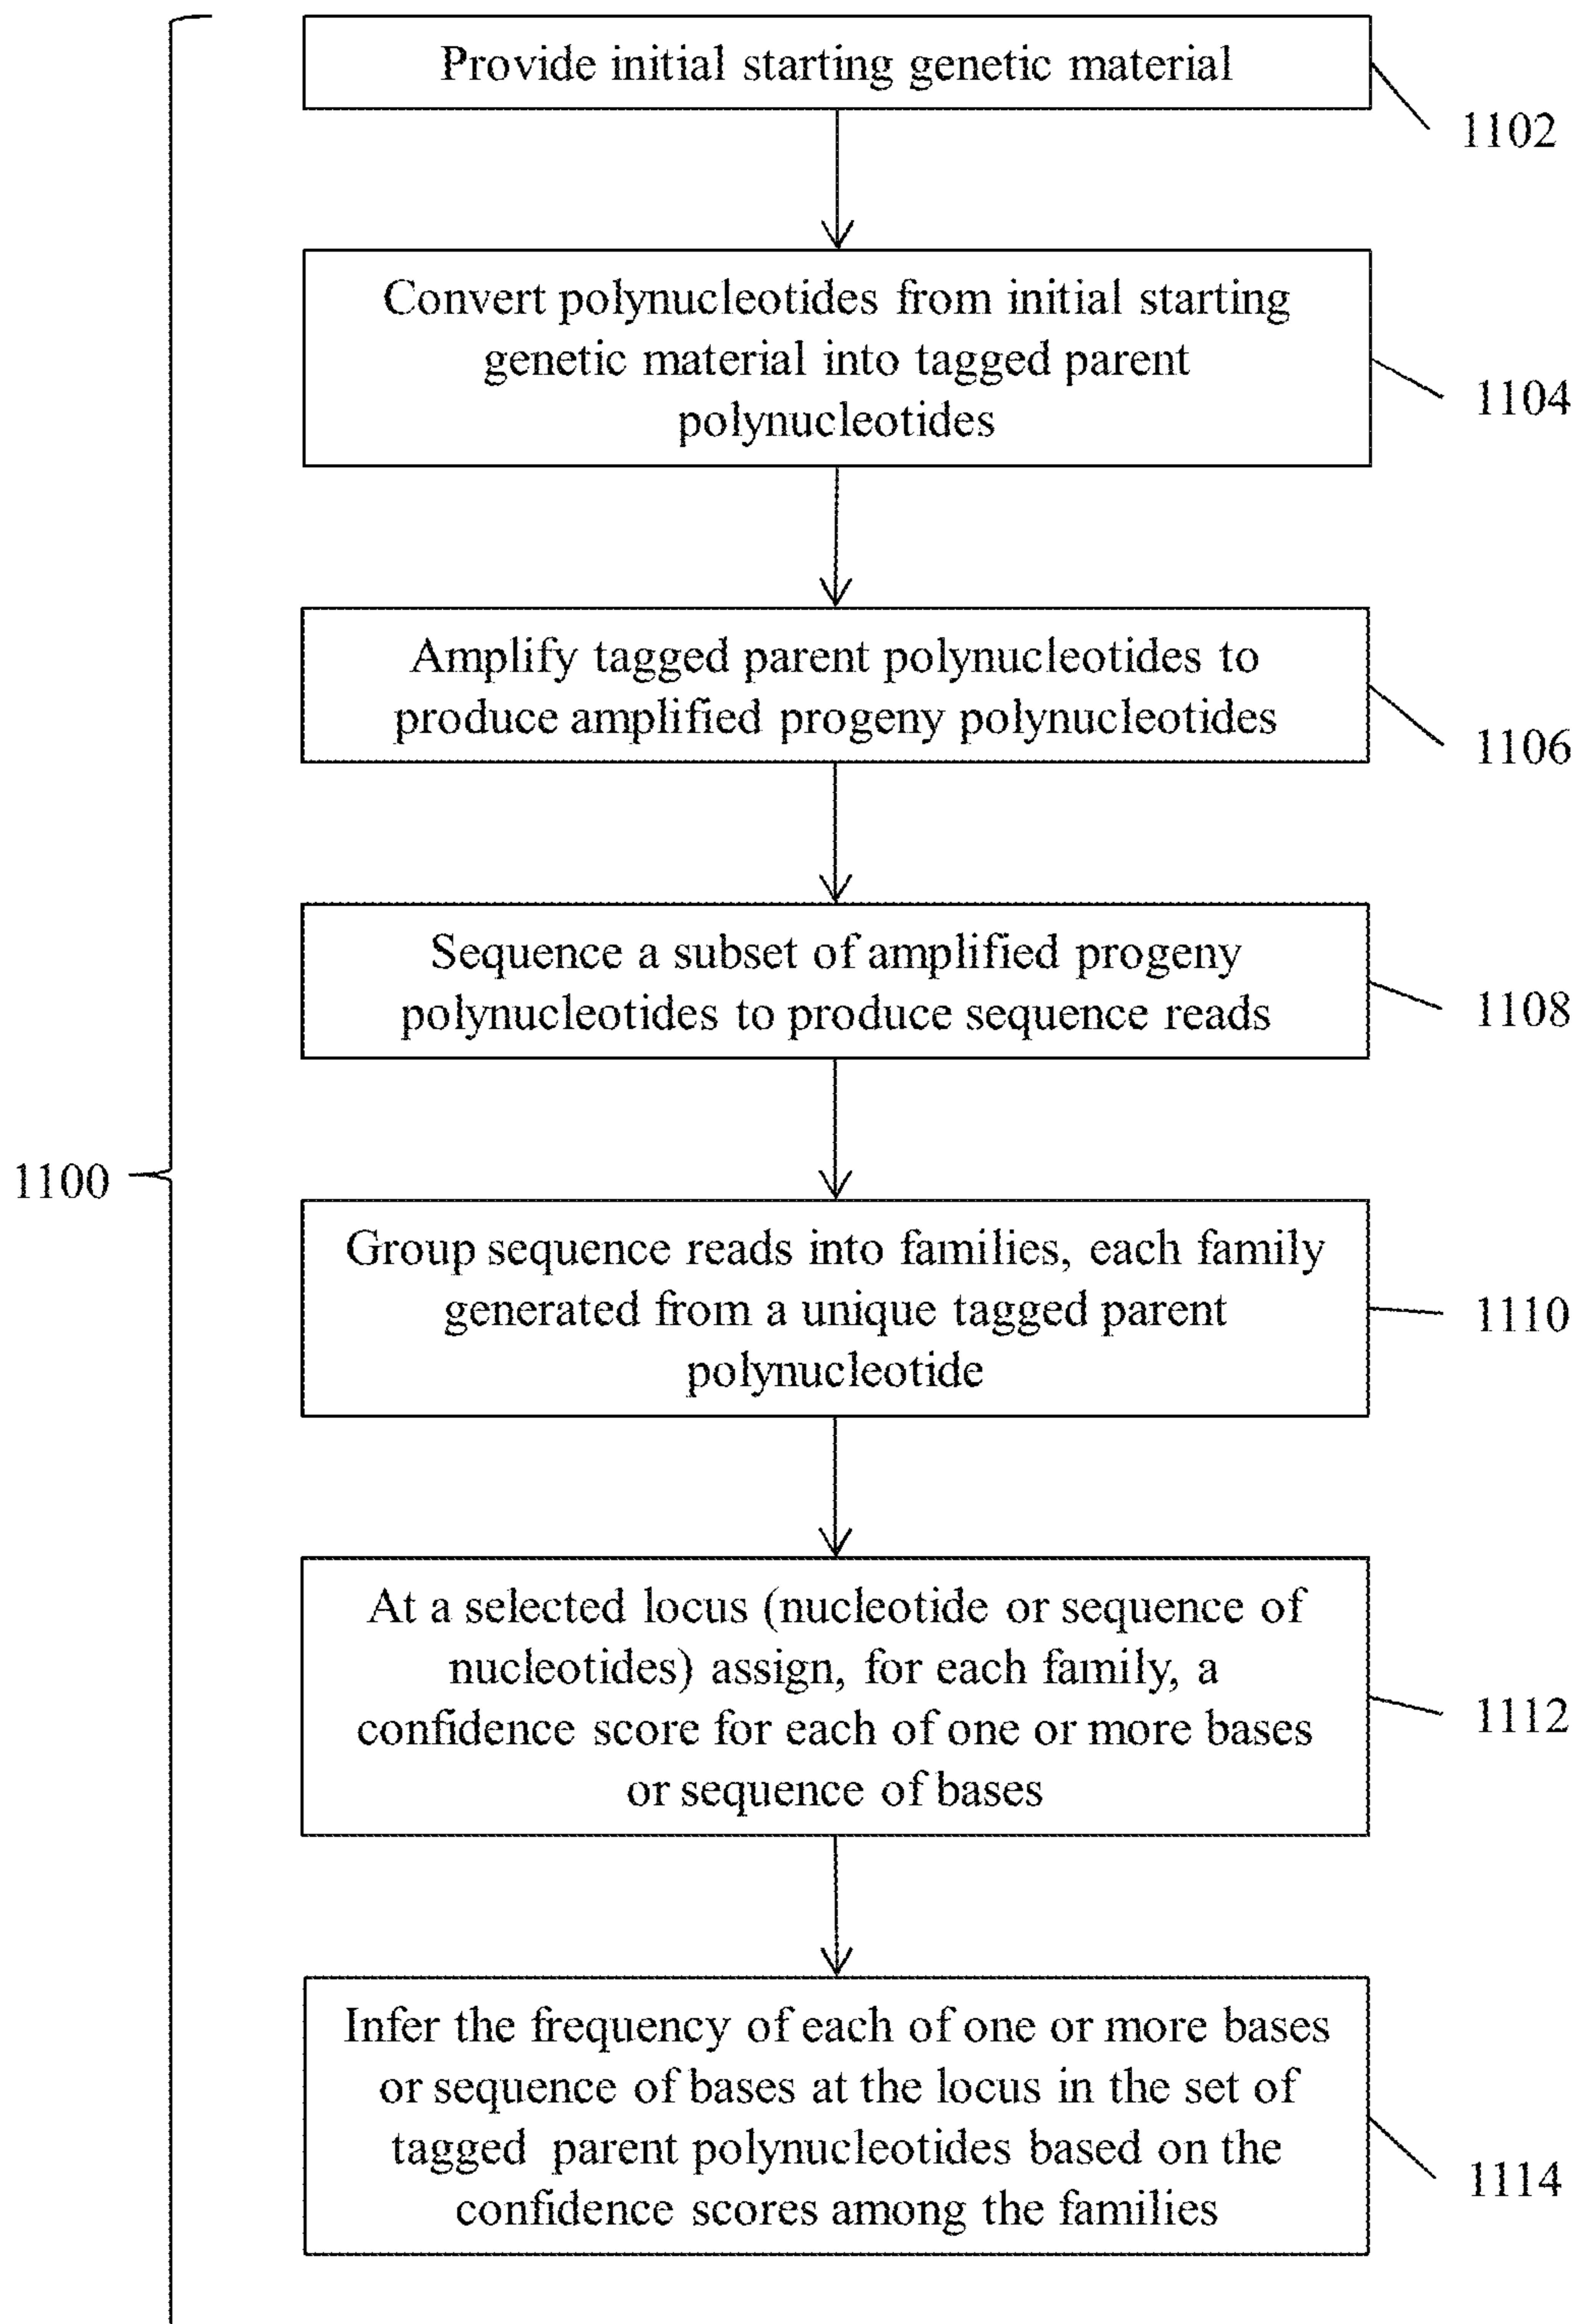 Provide initial starting genetic material
1102
Convert polynucleotides from initial starting
genetic material into tagged parent
polynucleotides
1104
Amplify tagged parent polynucleotides to
produce amplified progeny polynucleotides
1106
Sequence a subset of amplified progeny
polynucleotides to produce sequence reads
1108
1100
Group sequence reads into families, each family
generated from a unique tagged parent
polynucleotide
1110
At a selected locus (nucleotide or sequence of
nucleotides) assign, for each family, a
confidence score for each of one or more bases
or sequence of bases
1112
Infer the frequency of each of one or more bases
or sequence of bases at the locus in the set of
tagged parent polynucleotides based on the
confidence scores among the families
1114